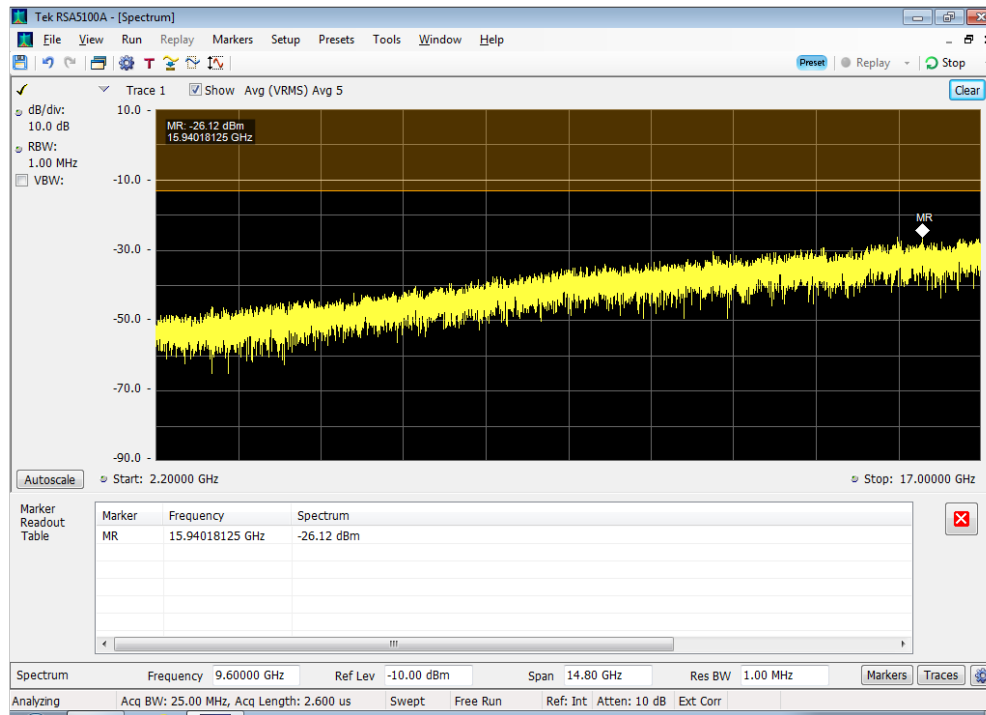 Tek RSA5100A - [Spectrum]
File View Run Replay Markers Setup Presets Tools Window Help
T Preset Replay Stop
Trace 1 Show Avg (VRMS) Avg 5 Clear
dB/div:
10.0 dB
RBW:
1.00 MHz
VBW:
10.0
MR: -26.12 dBm
15.94018125 GHz
-10.0
MR
-30.0
-50.0
-70.0
-90.0
Autoscale Start: 2.20000 GHz Stop: 17.00000 GHz
Marker
Readout
Table
Marker Frequency Spectrum
MR 15.94018125 GHz -26.12 dBm
Spectrum Frequency 9.60000 GHz Ref Lev -10.00 dBm Span 14.80 GHz Res BW 1.00 MHz Markers Traces
Analyzing Acq BW: 25.00 MHz, Acq Length: 2.600 us Swept Free Run Ref: Int Atten: 10 dB Ext Corr